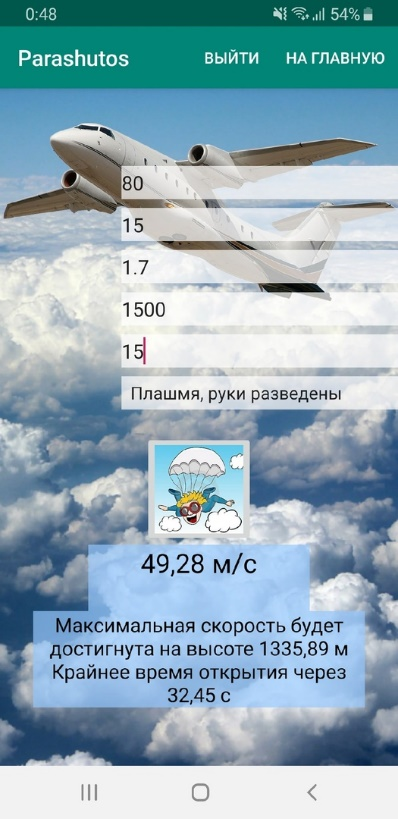 0:48 54%
Parashutos ВЫЙТИ НА ГЛАВНУЮ
80
15
1.7
1500
15
Плашмя, руки разведены
49,28 м/с
Максимальная скорость будет
достигнута на высоте 1335,89 м
Крайнее время открытия через
32,45 с